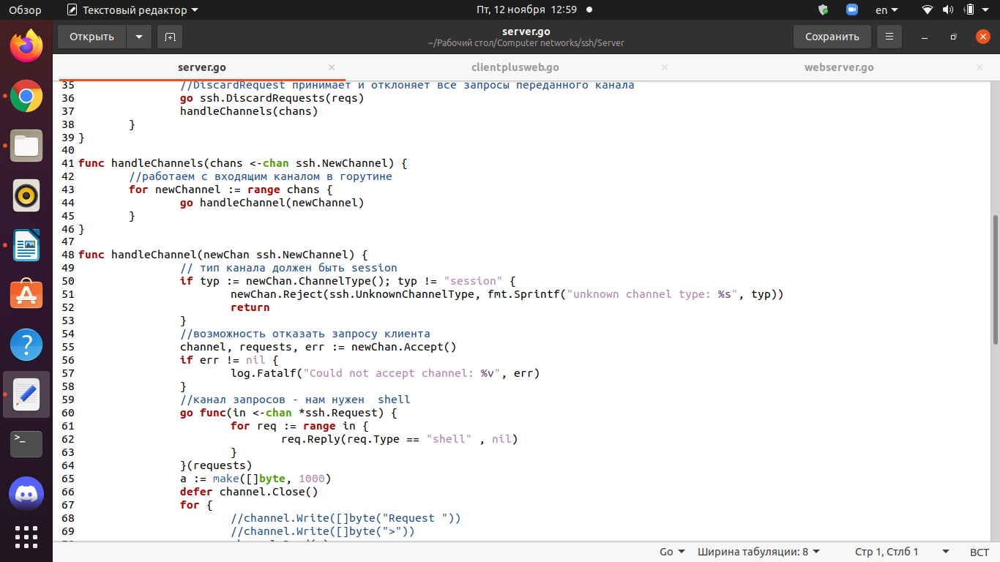 Обзор
Текстовый редактор
Пт, 12 ноября 12:59
en
Открыть
server.go
~/Рабочий стол/Computer networks/ssh/Server
Сохранить
server.go
clientplusweb.go
webserver.go
35 //DiscardRequest принимает и отклоняет все запросы переданного канала
36 go ssh.DiscardRequests(reqs)
37 handleChannels(chans)
38 }
39 }
40
41 func handleChannels(chans <-chan ssh.NewChannel) {
42 //работаем с входящим каналом в горутине
43 for newChannel := range chans {
44 go handleChannel(newChannel)
45 }
46 }
47
48 func handleChannel(newChan ssh.NewChannel) {
49 // тип канала должен быть session
50 if typ := newChan.ChannelType(); typ != "session" {
51 newChan.Reject(ssh.UnknownChannelType, fmt.Sprintf("unknown channel type: %s", typ))
52 return
53 }
54 //возможность отказать запросу клиента
55 channel, requests, err := newChan.Accept()
56 if err != nil {
57 log.Fatalf("Could not accept channel: %v", err)
58 }
59 //канал запросов - нам нужен  shell
60 go func(in <-chan *ssh.Request) {
61 for req := range in {
62 req.Reply(req.Type == "shell" , nil)
63 }
64 }(requests)
65 a := make([]byte, 1000)
66 defer channel.Close()
67 for {
68 //channel.Write([]byte("Request "))
69 //channel.Write([]byte(">"))
Go
Ширина табуляции: 8
Стр 1, Стлб 1
ВСТ